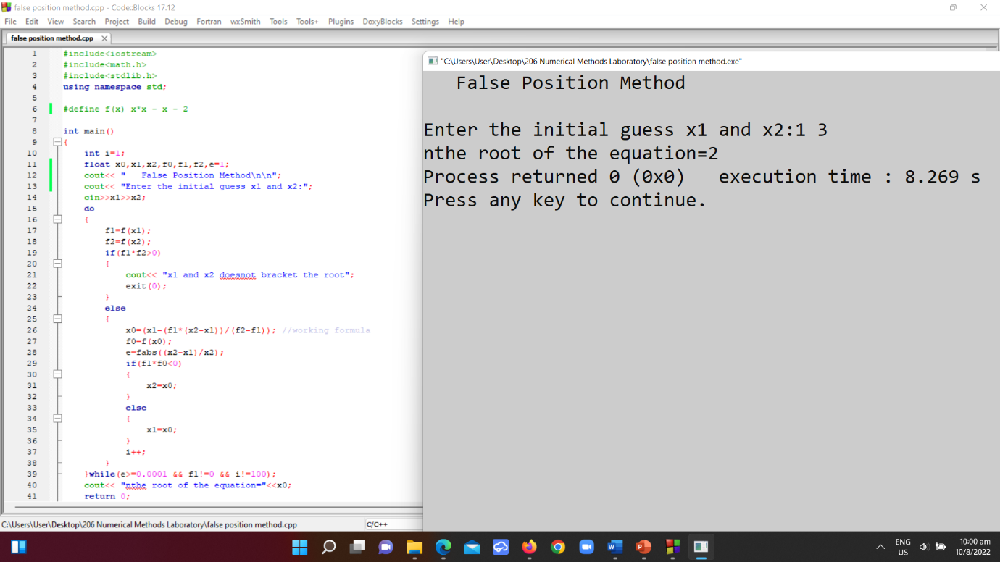 false position method.cpp - Code::Blocks 17.12
File Edit View Search Project Build Debug Fortran wxSmith Tools Tools+ Plugins DoxyBlocks Settings Help
false position method.cpp
1 #include<iostream>
2 #include<math.h>
3 #include<stdlib.h>
4 using namespace std;
5
6 #define f(x) x*x - x - 2
7
8 int main()
9 {
10 int i=1;
11 float x0,x1,x2,f0,f1,f2,e=1;
12 cout<< "   False Position Method\n\n";
13 cout<< "Enter the initial guess x1 and x2:";
14 cin>>x1>>x2;
15 do
16 {
17 f1=f(x1);
18 f2=f(x2);
19 if(f1*f2>0)
20 {
21 cout<< "x1 and x2 doesnot bracket the root";
22 exit(0);
23 }
24 else
25 {
26 x0=(x1-(f1*(x2-x1))/(f2-f1)); //working formula
27 f0=f(x0);
28 e=fabs((x2-x1)/x2);
29 if(f1*f0<0)
30 {
31 x2=x0;
32 }
33 else
34 {
35 x1=x0;
36 }
37 i++;
38 }
39 }while(e>=0.0001 && f1!=0 && i!=100);
40 cout<< "nthe root of the equation="<<x0;
41 return 0;
"C:\Users\User\Desktop\206 Numerical Methods Laboratory\false position method.exe"
False Position Method
Enter the initial guess x1 and x2:1 3
nthe root of the equation=2
Process returned 0 (0x0)   execution time : 8.269 s
Press any key to continue.
C:\Users\User\Desktop\206 Numerical Methods Laboratory\false position method.cpp
C/C++
ENG
US
10:00 am
10/8/2022